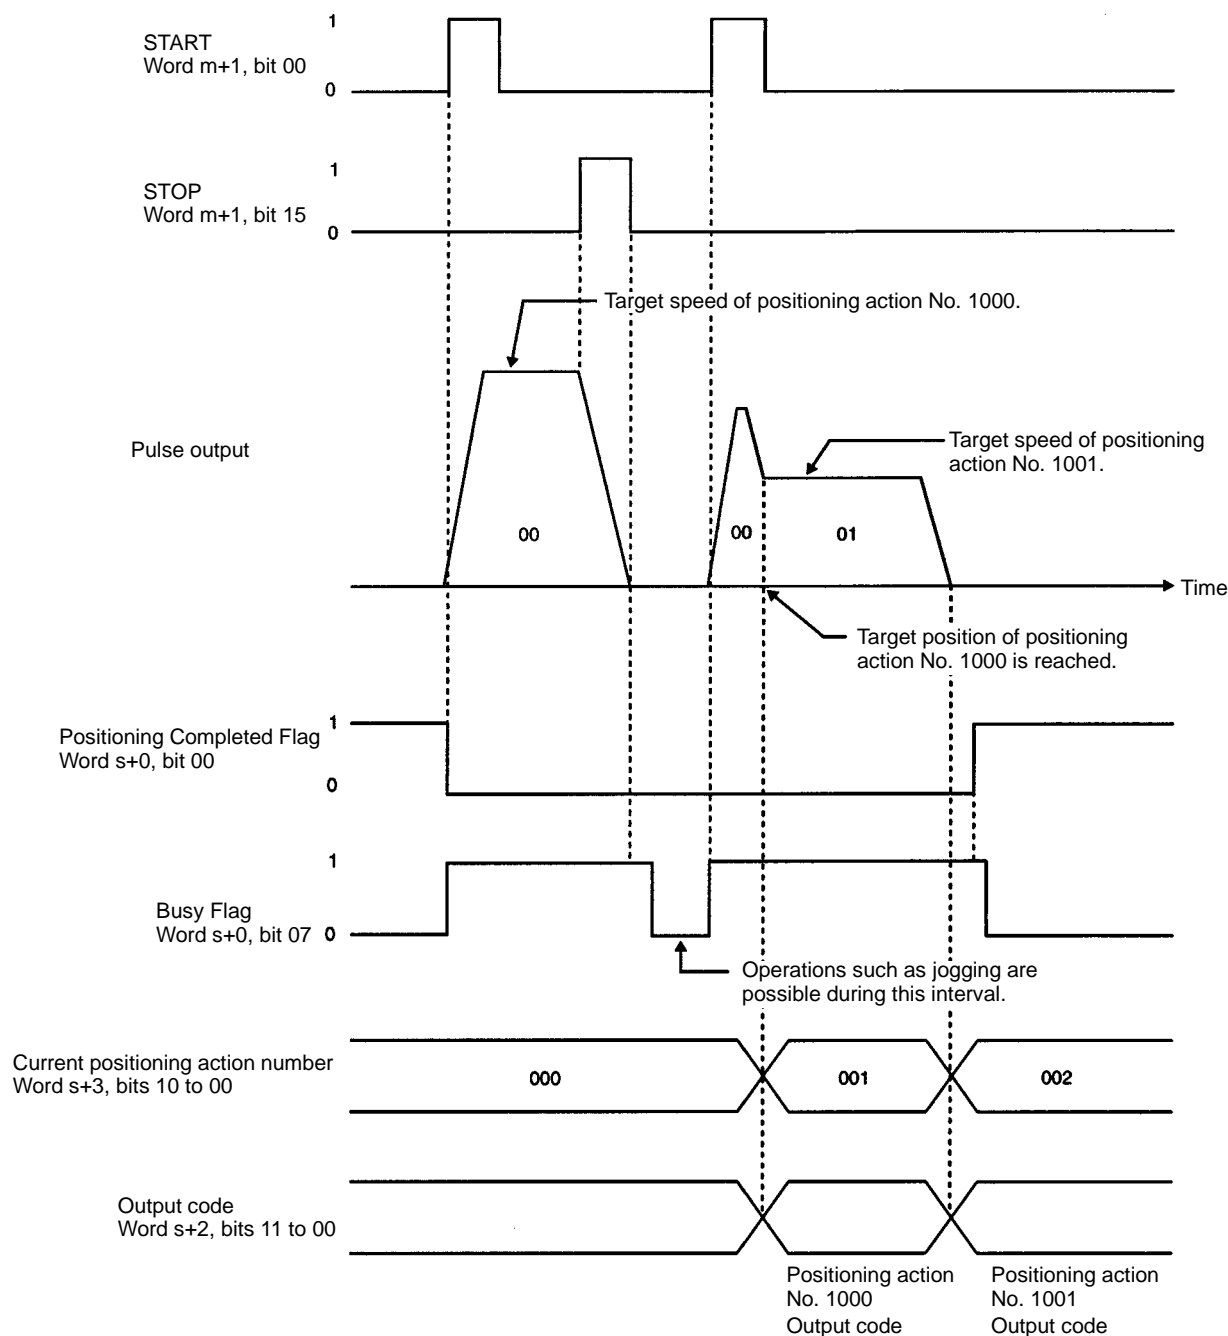 1
START
Word m+1, bit 00
0
1
STOP
Word m+1, bit 15
0
Target speed of positioning action No. 1000.
Pulse output
Target speed of positioning
action No. 1001.
00
00
01
Time
Target position of positioning
action No. 1000 is reached.
1
Positioning Completed Flag
Word s+0, bit 00
0
1
Busy Flag
Word s+0, bit 07
0
Operations such as jogging are
possible during this interval.
Current positioning action number
Word s+3, bits 10 to 00
000
001
002
Output code
Word s+2, bits 11 to 00
Positioning action
No. 1000
Output code
Positioning action
No. 1001
Output code